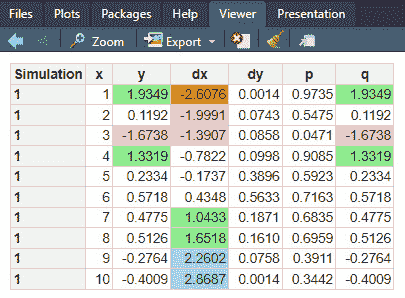 Files Plots Packages Help Viewer Presentation
Zoom Export
Simulation x y dx dy p q
1 1 1.9349 -2.6076 0.0014 0.9735 1.9349
1 2 0.1192 -1.9991 0.0743 0.5475 0.1192
1 3 -1.6738 -1.3907 0.0858 0.0471 -1.6738
1 4 1.3319 -0.7822 0.0998 0.9085 1.3319
1 5 0.2334 -0.1737 0.3896 0.5923 0.2334
1 6 0.5718 0.4348 0.5633 0.7163 0.5718
1 7 0.4775 1.0433 0.1871 0.6835 0.4775
1 8 0.5126 1.6518 0.1610 0.6959 0.5126
1 9 -0.2764 2.2602 0.0758 0.3911 -0.2764
1 10 -0.4009 2.8687 0.0014 0.3442 -0.4009